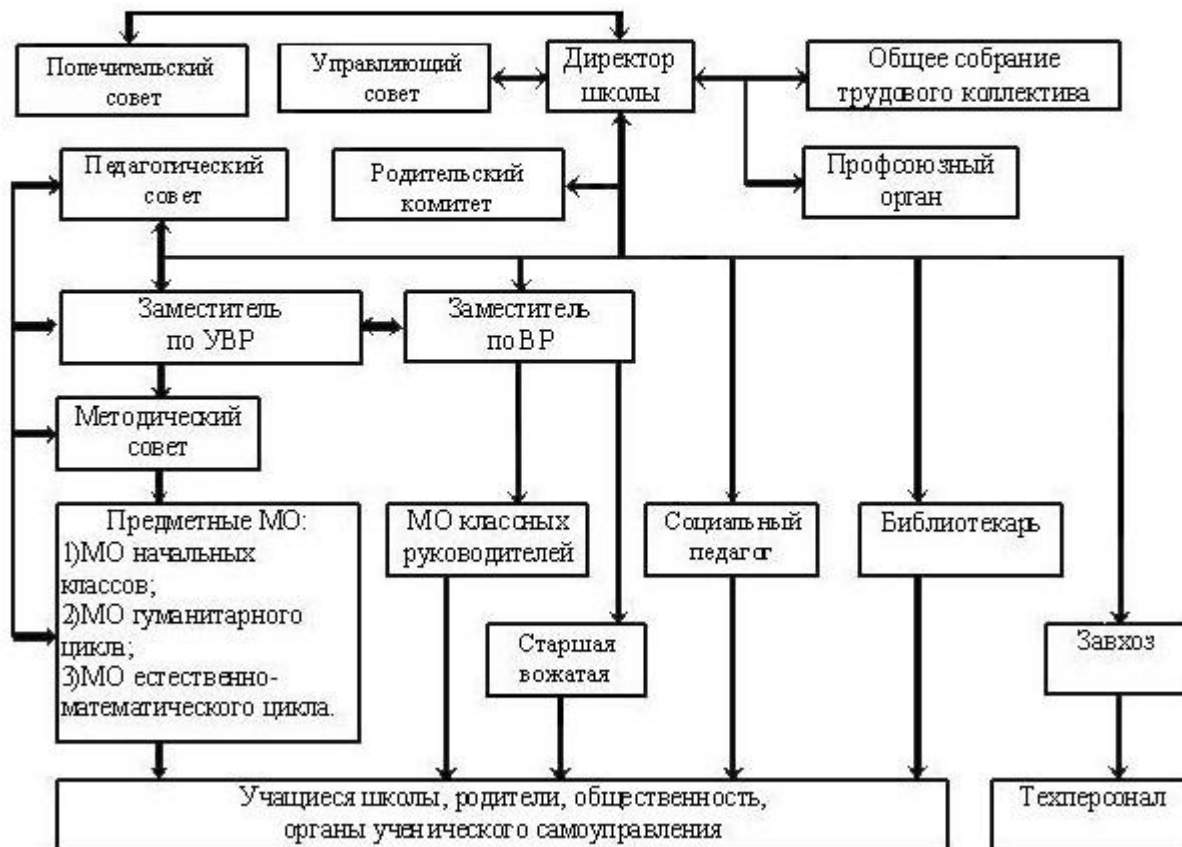 Попечительский
совет
Управляющий
совет
Директор
школы
Общее собрание
трудового коллектива
Педагогический
совет
Родительский
комитет
Профсоюзный
орган
Заместитель
по УВР
Заместитель
по ВР
Методический
совет
Предметные МО:
1)МО начальных
классов;
2)МО гуманитарного
цикла;
3)МО естественно-
математического цикла.
МО классных
руководителей
Социальный
педагог
Библиотекарь
Старшая
вожатая
Завхоз
Учащиеся школы, родители, общественность,
органы ученического самоуправления
Техперсонал